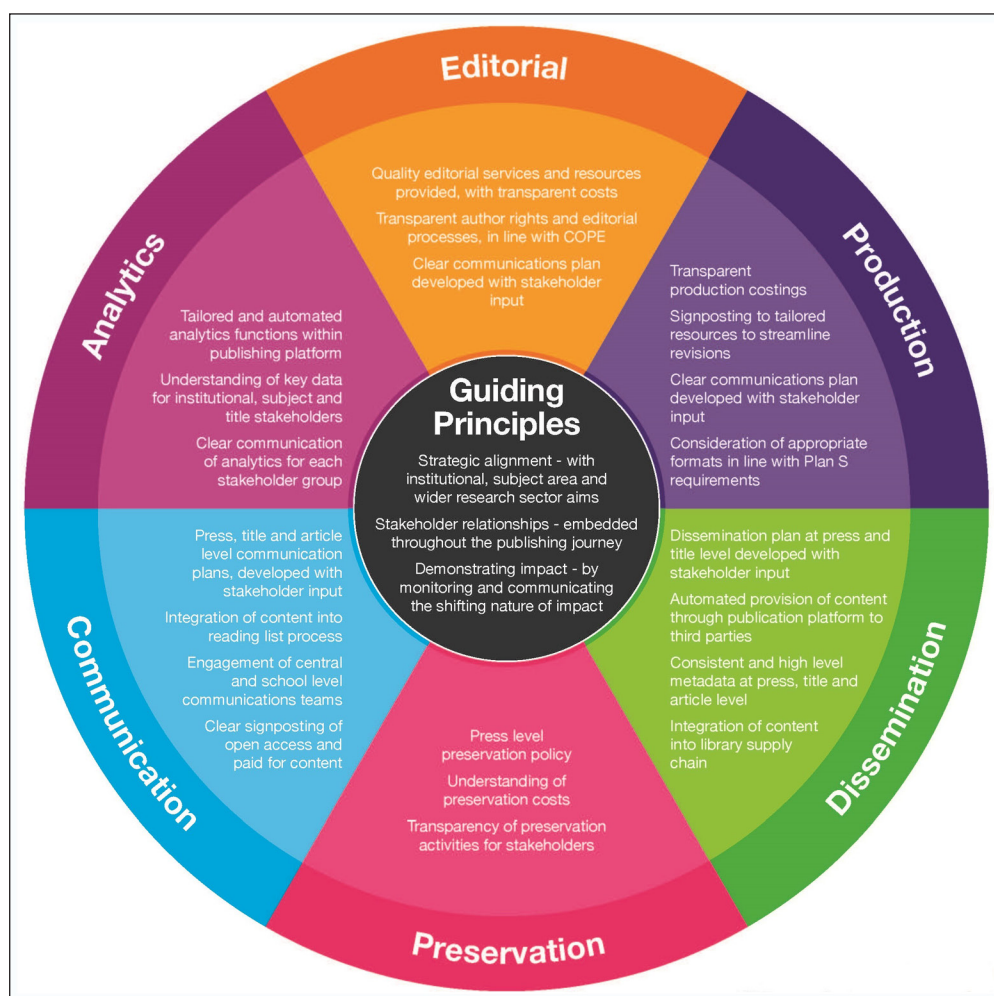 Editorial
Quality editorial services and resources
provided, with transparent costs
Transparent author rights and editorial
processes, in line with COPE
Clear communications plan
developed with stakeholder
input
Production
Transparent
production costings
Signposting to tailored
resources to streamline
revisions
Clear communications plan
developed with stakeholder
input
Consideration of appropriate
formats in line with Plan S
requirements
Dissemination
Dissemination plan at press and
title level developed with
stakeholder input
Automated provision of content
through publication platform to
third parties
Consistent and high level
metadata at press, title and
article level
Integration of content
into library supply
chain
Preservation
Press level
preservation policy
Understanding of
preservation costs
Transparency of preservation
activities for stakeholders
Communication
Press, title and article
level communication
plans, developed with
stakeholder input
Integration of content into
reading list process
Engagement of central
and school level
communications teams
Clear signposting of
open access and
paid for content
Analytics
Tailored and automated
analytics functions within
publishing platform
Understanding of key data
for institutional, subject and
title stakeholders
Clear communication
of analytics for each
stakeholder group
Guiding
Principles
Strategic alignment - with
institutional, subject area and
wider research sector aims
Stakeholder relationships - embedded
throughout the publishing journey
Demonstrating impact - by
monitoring and communicating
the shifting nature of impact